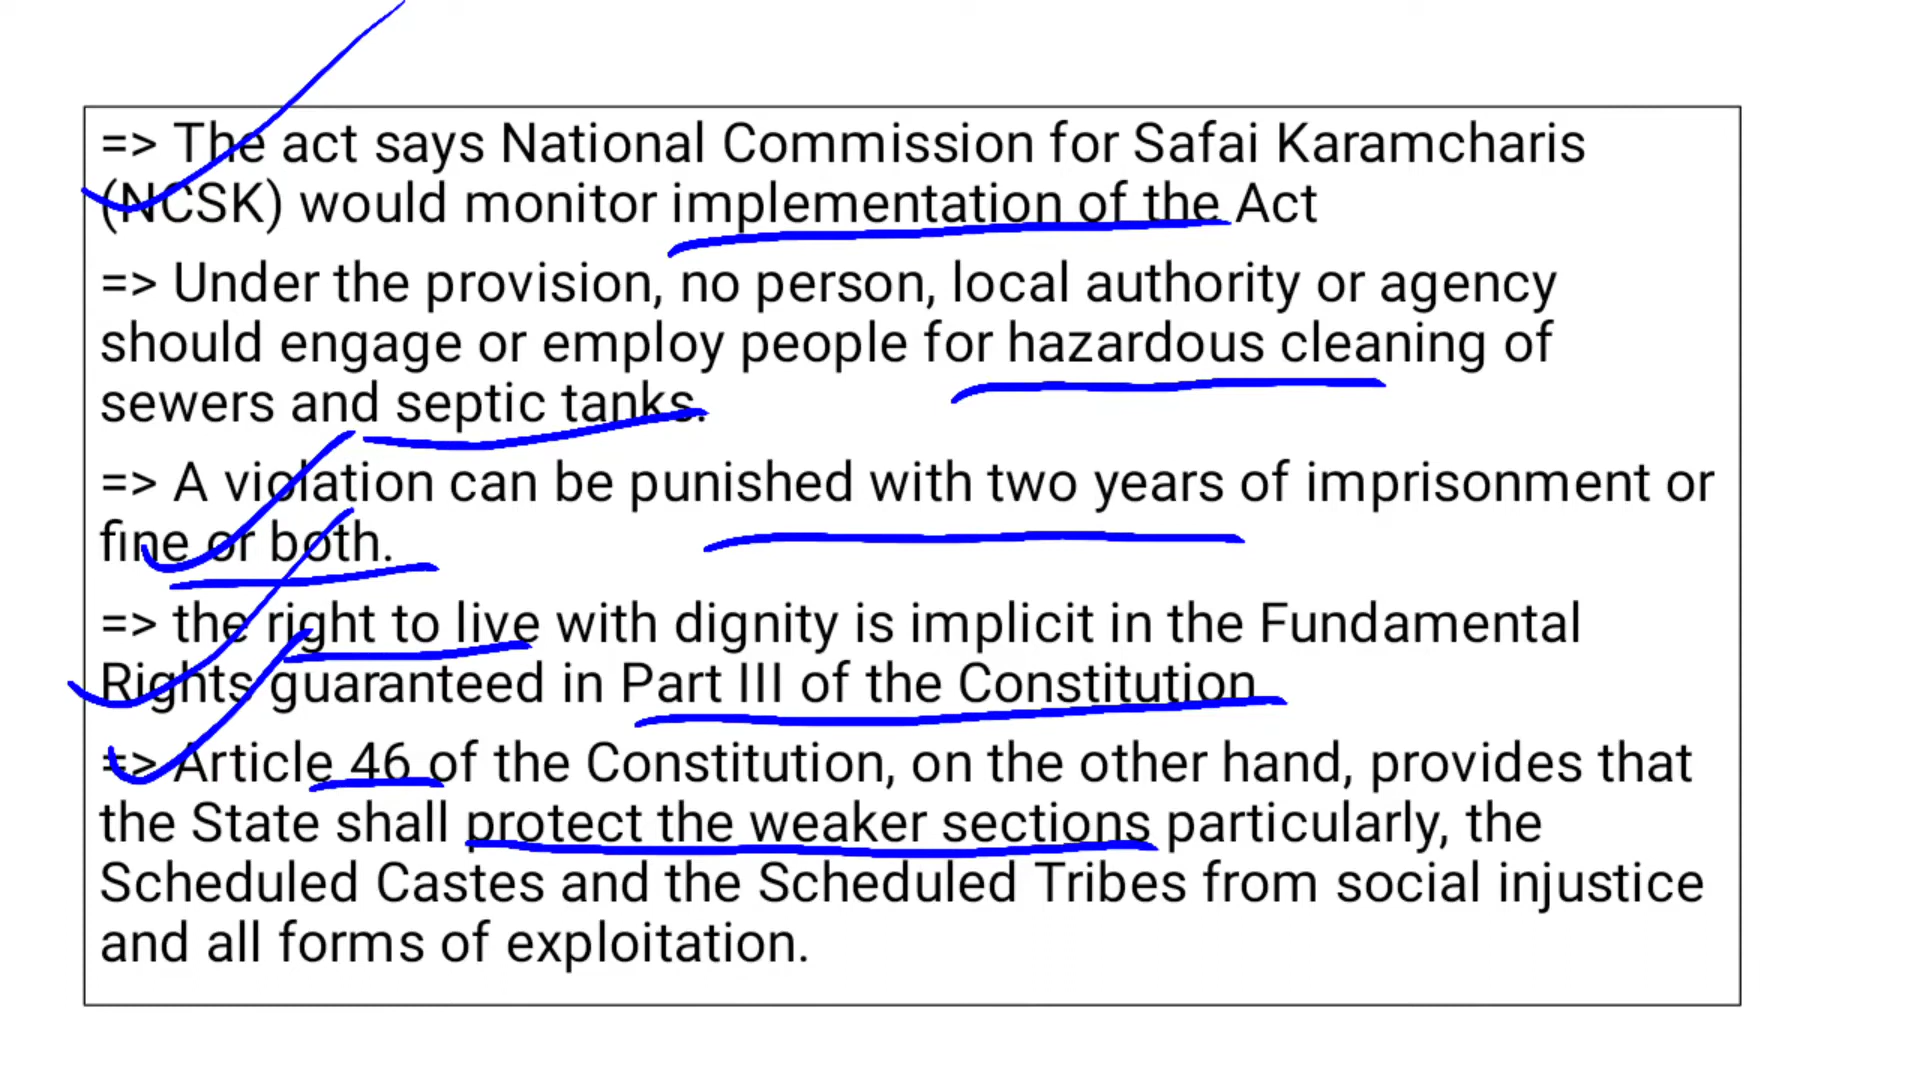 => The act says National Commission for Safai Karamcharis
(NCSK) would monitor implementation of the Act
=> Under the provision, no person, local authority or agency
should engage or employ people for hazardous cleaning of
sewers and septic tanks.
=> A violation can be punished with two years of imprisonment or
fine or both.
=> the right to live with dignity is implicit in the Fundamental
Rights guaranteed in Part III of the Constitution
=> Article 46 of the Constitution, on the other hand, provides that
the State shall protect the weaker sections particularly, the
Scheduled Castes and the Scheduled Tribes from social injustice
and all forms of exploitation.